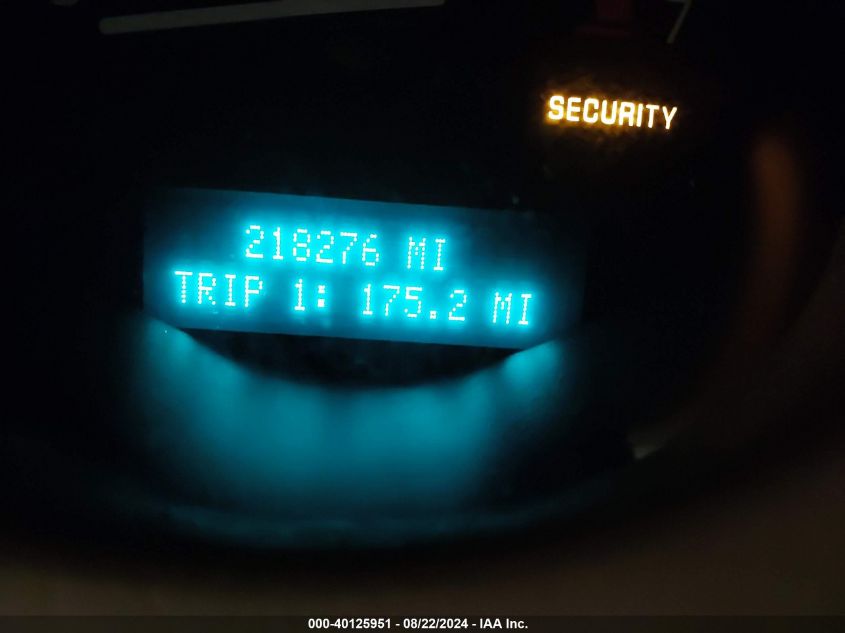 SECURITY
218276 MI
TRIP 1: 175.2 MI
000-40125951 - 08/22/2024 - IAA Inc.